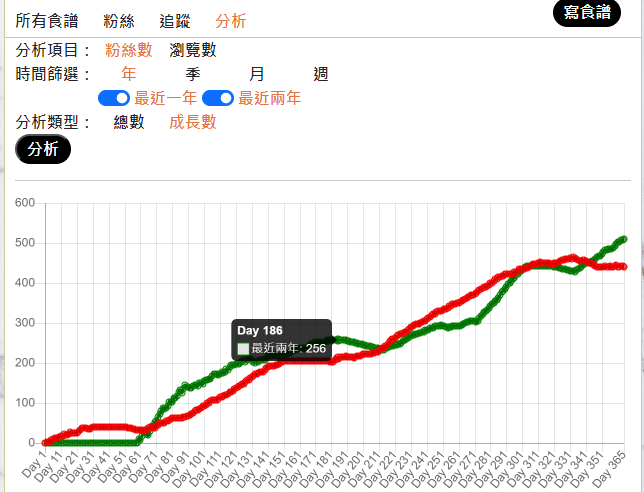 所有食譜 粉絲 追蹤 分析 寫食譜
分析項目： 粉絲數 瀏覽數
時間篩選： 年 季 月 週
最近一年 最近兩年
分析類型： 總數 成長數
分析
600
500
400
300
200
100
0
Day 186
最近兩年: 256
Day 1 Day 11 Day 21 Day 31 Day 41 Day 51 Day 61 Day 71 Day 81 Day 91 Day 101 Day 111 Day 121 Day 131 Day 141 Day 151 Day 161 Day 171 Day 181 Day 191 Day 201 Day 211 Day 221 Day 231 Day 241 Day 251 Day 261 Day 271 Day 281 Day 291 Day 301 Day 311 Day 321 Day 331 Day 341 Day 351 Day 365